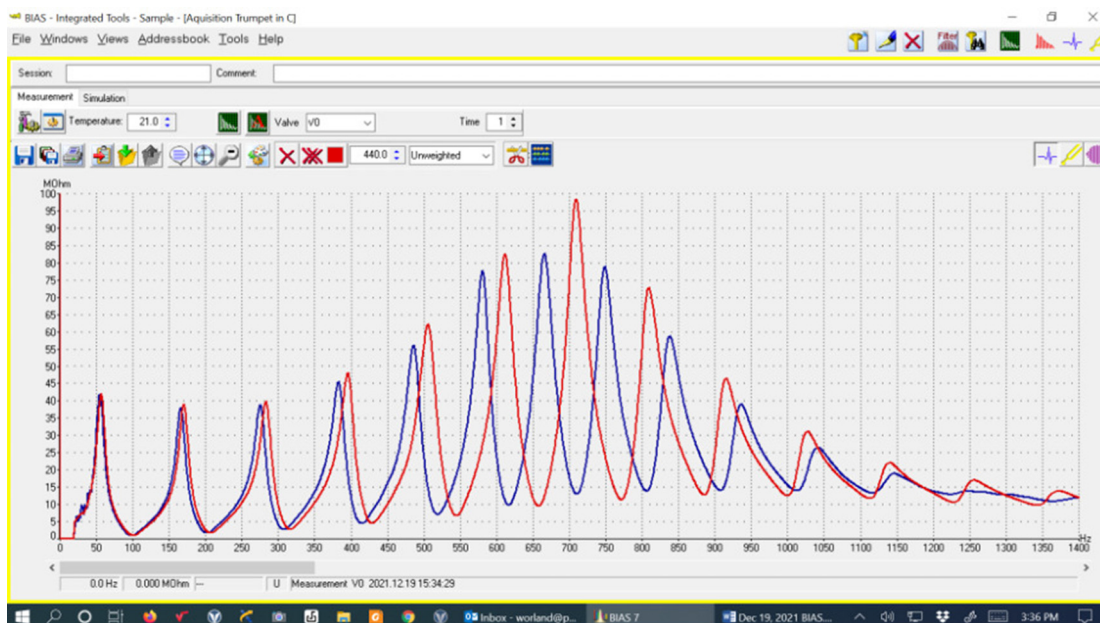 BIAS - Integrated Tools - Sample - [Aquisition Trumpet in C]
File Windows Views Addressbook Tools Help
Filter
Session: Comment:
Measurement Simulation
Temperature: 21.0 Valve V0 Time 1
440.0 Unweighted
MOhm
100
95
90
85
80
75
70
65
60
55
50
45
40
35
30
25
20
15
10
5
0
Hz
0 50 100 150 200 250 300 350 400 450 500 550 600 650 700 750 800 850 900 950 1000 1050 1100 1150 1200 1250 1300 1350 1400
0.0 Hz 0.000 MOhm -- U Measurement V0 2021.12.19 15:34:29
Inbox - worland@p... BIAS 7 Dec 19, 2021 BIAS... 3:36 PM